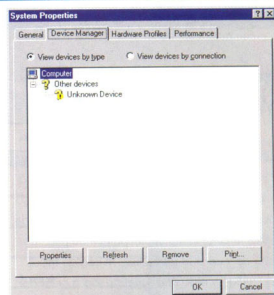 System Properties
General Device Manager Hardware Profiles Performance
View devices by type View devices by connection
Computer
Other devices
Unknown Device
Properties Refresh Remove Print...
OK Cancel